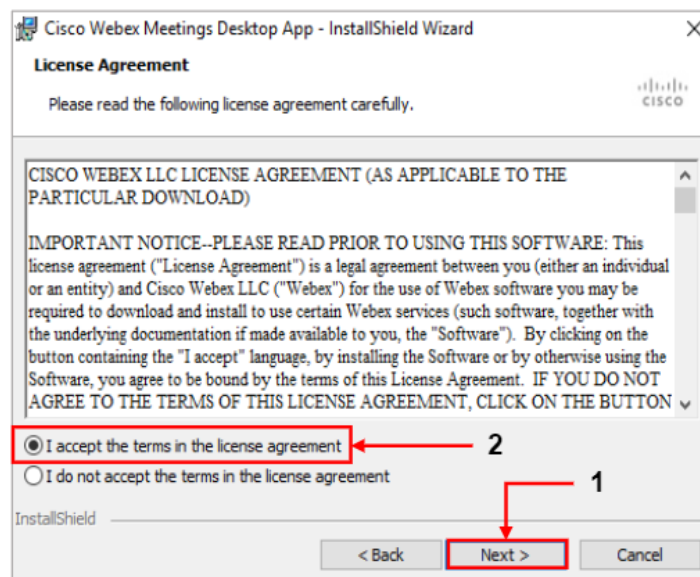 Cisco Webex Meetings Desktop App - InstallShield Wizard
License Agreement
Please read the following license agreement carefully.
CISCO
CISCO WEBEX LLC LICENSE AGREEMENT (AS APPLICABLE TO THE
PARTICULAR DOWNLOAD)
IMPORTANT NOTICE--PLEASE READ PRIOR TO USING THIS SOFTWARE: This
license agreement ("License Agreement") is a legal agreement between you (either an individual
or an entity) and Cisco Webex LLC ("Webex") for the use of Webex software you may be
required to download and install to use certain Webex services (such software, together with
the underlying documentation if made available to you, the "Software").  By clicking on the
button containing the "I accept" language, by installing the Software or by otherwise using the
Software, you agree to be bound by the terms of this License Agreement.  IF YOU DO NOT
AGREE TO THE TERMS OF THIS LICENSE AGREEMENT, CLICK ON THE BUTTON
I accept the terms in the license agreement
2
I do not accept the terms in the license agreement
1
InstallShield
< Back
Next >
Cancel